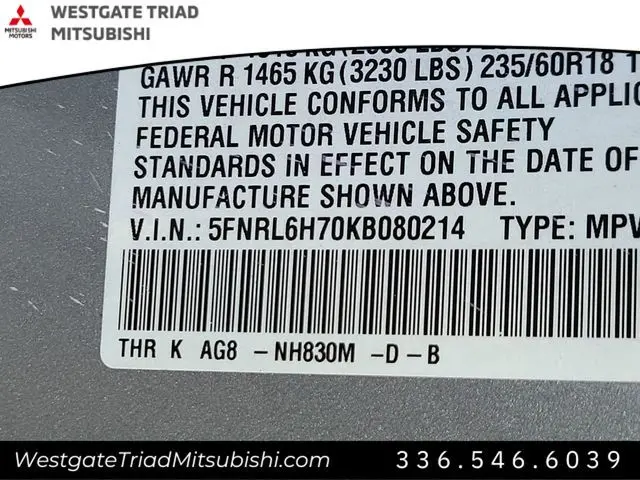 WESTGATE TRIAD
MITSUBISHI
MITSUBISHI
MOTORS
GAWR R 1465 KG (3230 LBS) 235/60R18
THIS VEHICLE CONFORMS TO ALL
FEDERAL MOTOR VEHICLE SAFETY
STANDARDS IN EFFECT ON THE DATE OF
MANUFACTURE SHOWN ABOVE.
V.I.N.: 5FNRL6H70KB080214 TYPE: MPV
THR K AG8 -NH830M -D-B
WestgateTriadMitsubishi.com
336.546.6039